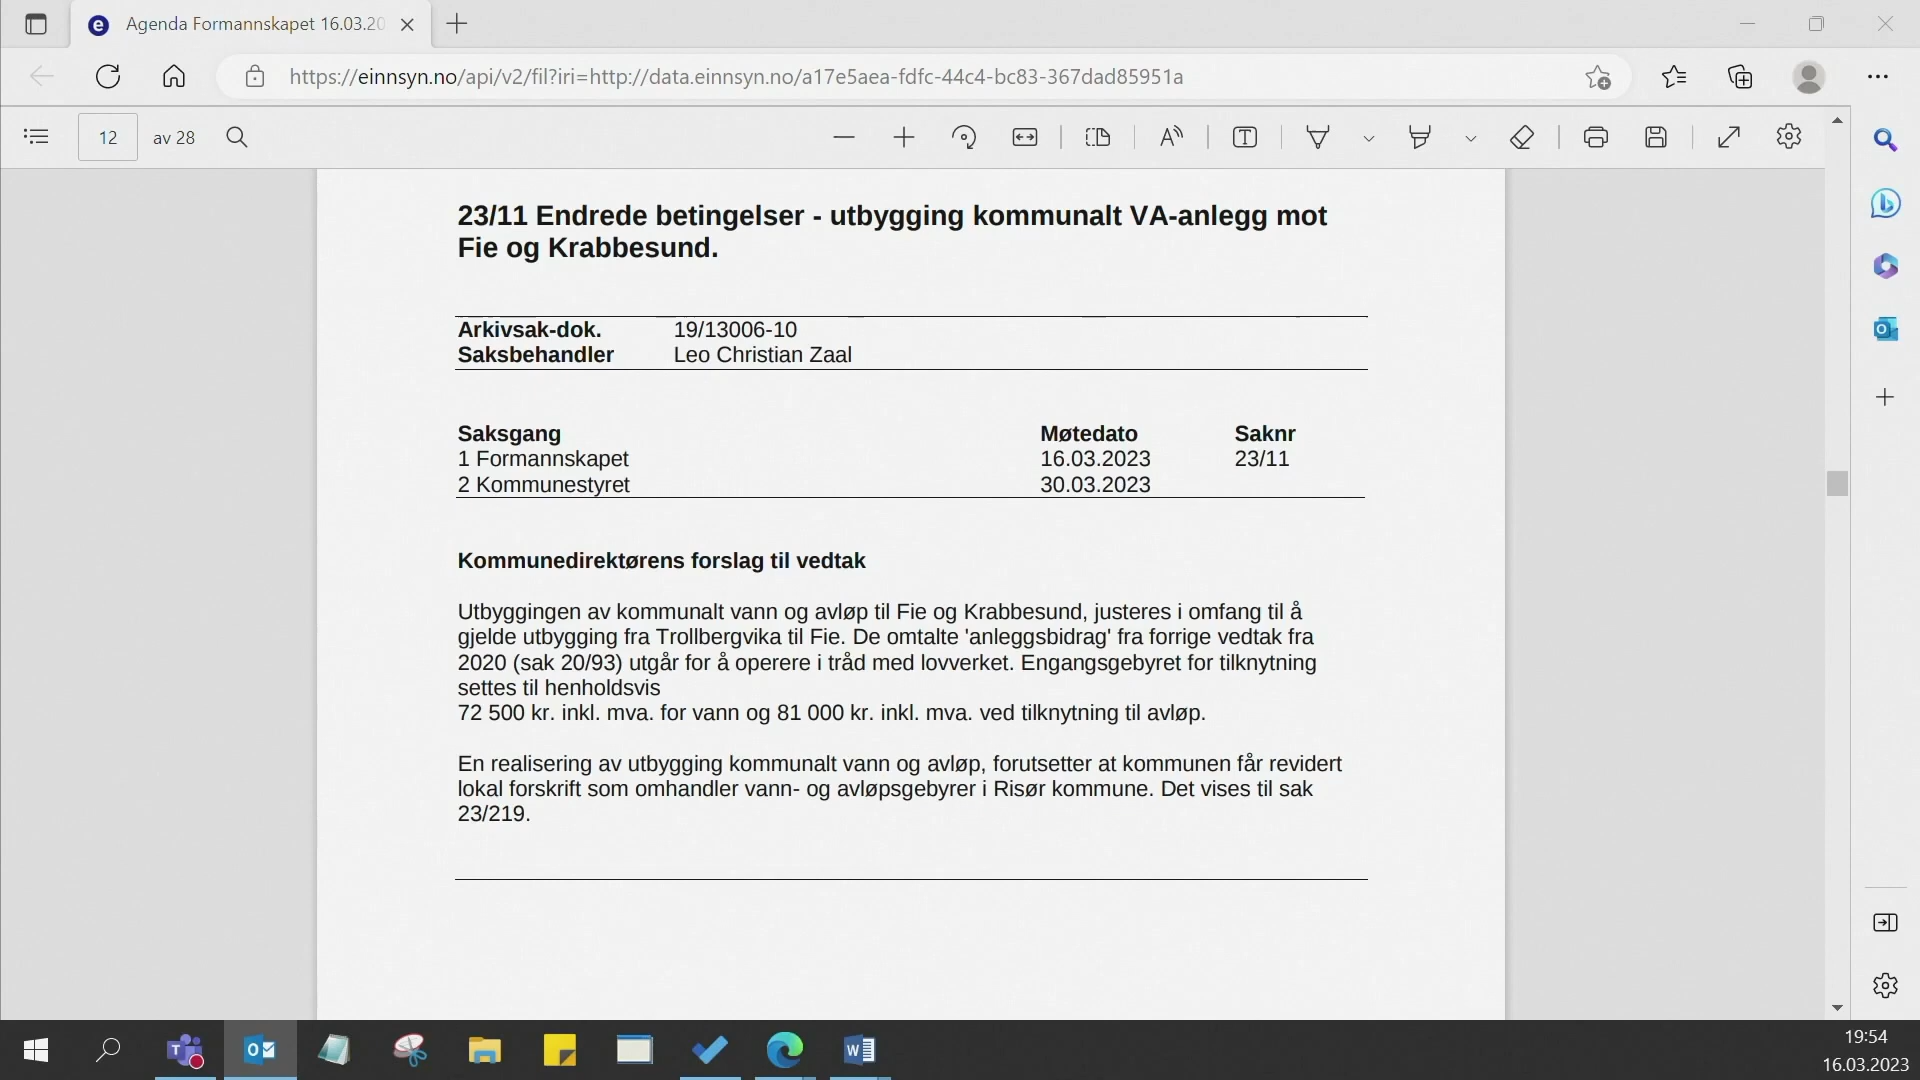 Agenda Formannskapet 16.03.20
https://einnsyn.no/api/v2/fil?iri=http://data.einnsyn.no/a17e5aea-fdfc-44c4-bc83-367dad85951a
12 av 28
23/11 Endrede betingelser - utbygging kommunalt VA-anlegg mot
Fie og Krabbesund.
Arkivsak-dok. 19/13006-10
Saksbehandler Leo Christian Zaal
Saksgang Møtedato Saknr
1 Formannskapet 16.03.2023 23/11
2 Kommunestyret 30.03.2023
Kommunedirektørens forslag til vedtak
Utbyggingen av kommunalt vann og avløp til Fie og Krabbesund, justeres i omfang til å
gjelde utbygging fra Trollbergvika til Fie. De omtalte 'anleggsbidrag' fra forrige vedtak fra
2020 (sak 20/93) utgår for å operere i tråd med lovverket. Engangsgebyret for tilknytning
settes til henholdsvis
72 500 kr. inkl. mva. for vann og 81 000 kr. inkl. mva. ved tilknytning til avløp.
En realisering av utbygging kommunalt vann og avløp, forutsetter at kommunen får revidert
lokal forskrift som omhandler vann- og avløpsgebyrer i Risør kommune. Det vises til sak
23/219.
19:54
16.03.2023